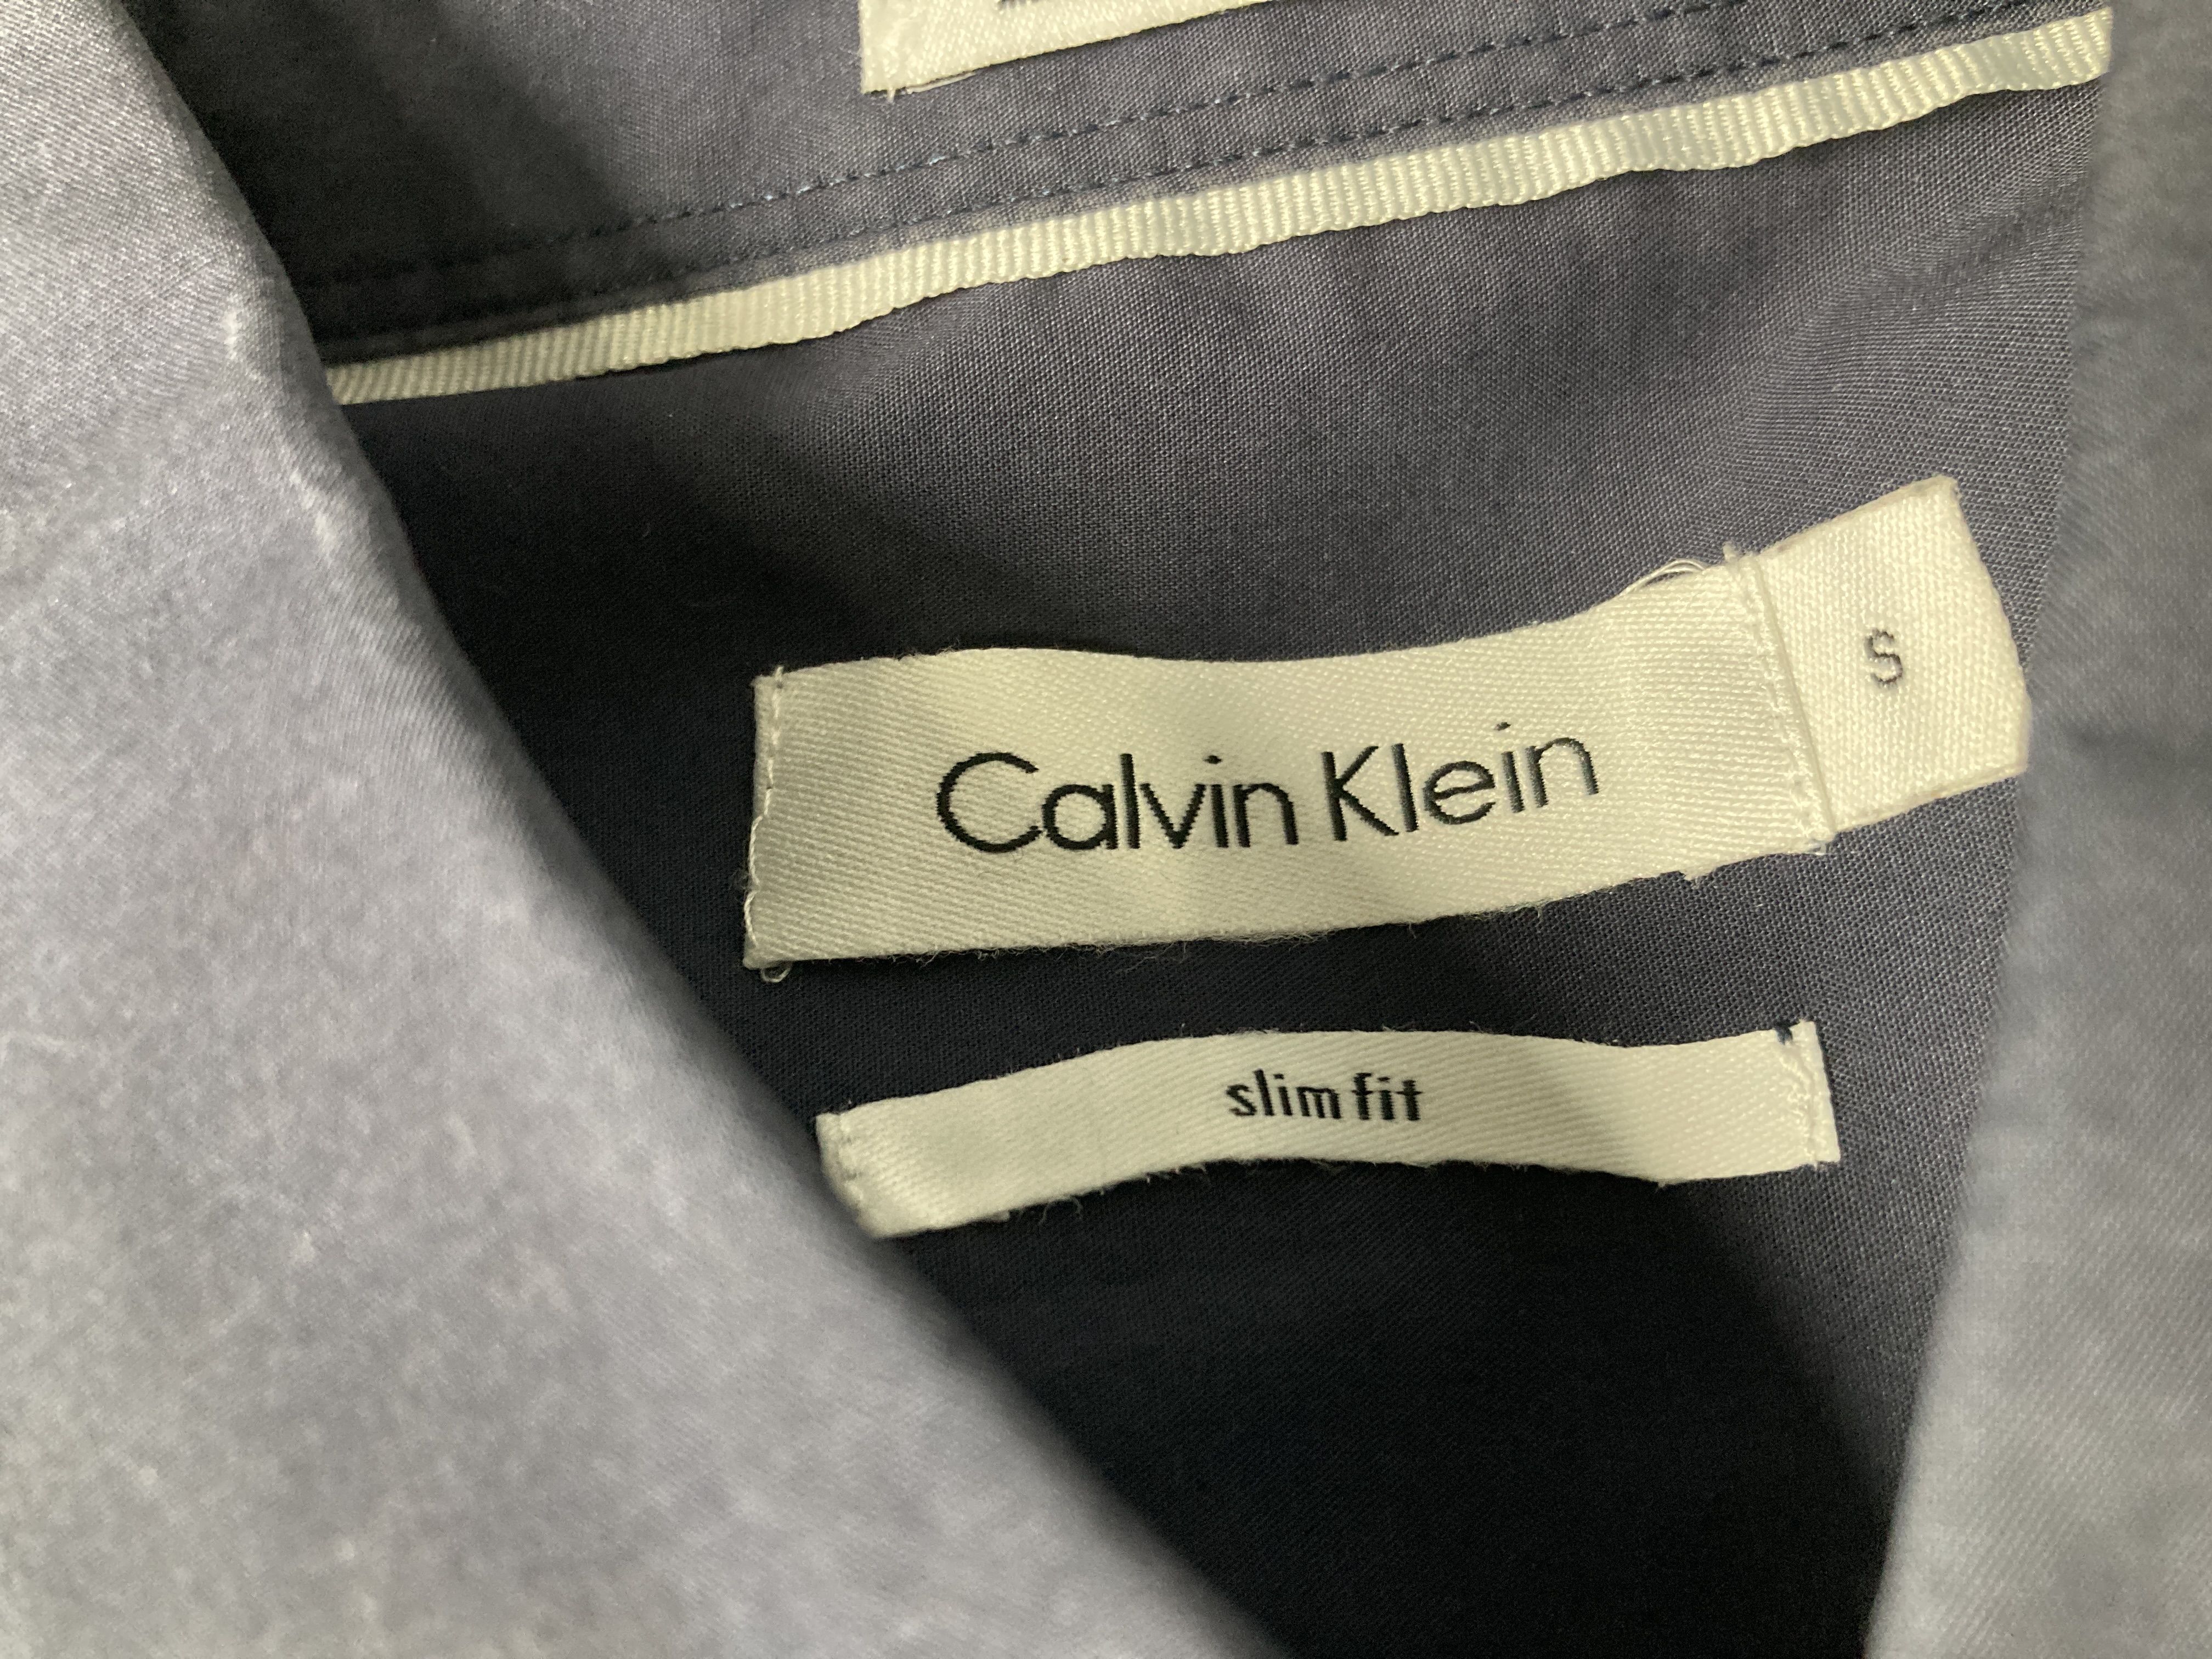 Calvin Klein
S
slim fit